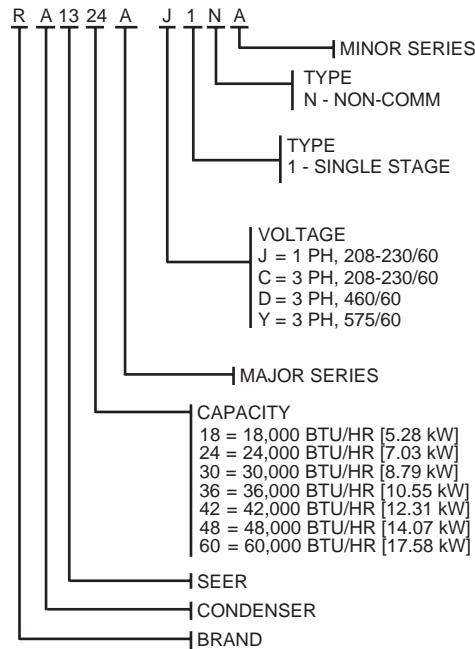 R A 13 24 A J 1 N A
MINOR SERIES
TYPE
N - NON-COMM
TYPE
1 - SINGLE STAGE
VOLTAGE
J = 1 PH, 208-230/60
C = 3 PH, 208-230/60
D = 3 PH, 460/60
Y = 3 PH, 575/60
MAJOR SERIES
CAPACITY
18 = 18,000 BTU/HR [5.28 kW]
24 = 24,000 BTU/HR [7.03 kW]
30 = 30,000 BTU/HR [8.79 kW]
36 = 36,000 BTU/HR [10.55 kW]
42 = 42,000 BTU/HR [12.31 kW]
48 = 48,000 BTU/HR [14.07 kW]
60 = 60,000 BTU/HR [17.58 kW]
SEER
CONDENSER
BRAND